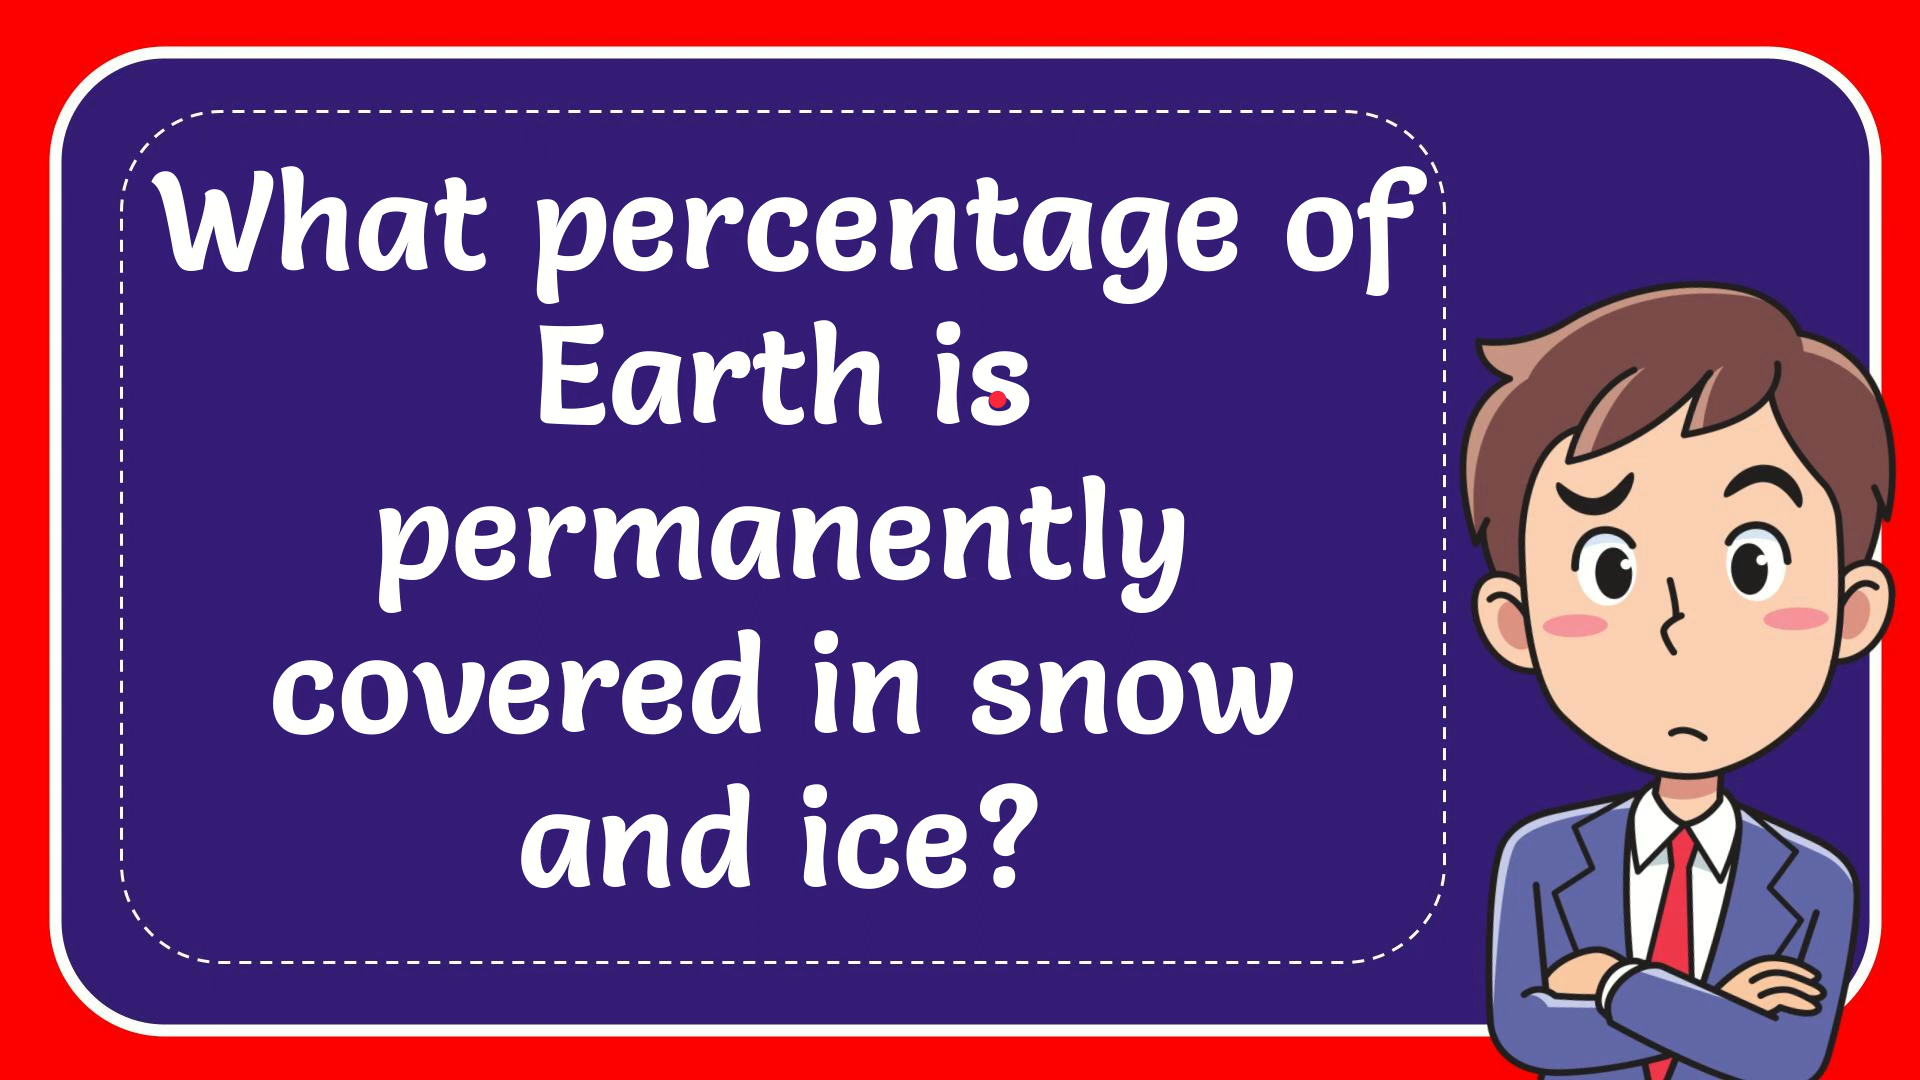 What percentage of
Earth is
permanently
covered in snow
and ice?